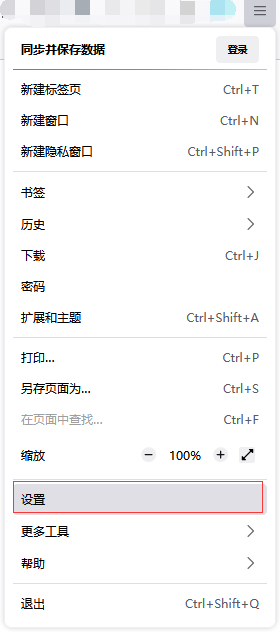 同步并保存数据 登录
新建标签页 Ctrl+T
新建窗口 Ctrl+N
新建隐私窗口 Ctrl+Shift+P
书签
历史
下载 Ctrl+J
密码
扩展和主题 Ctrl+Shift+A
打印... Ctrl+P
另存页面为... Ctrl+S
在页面中查找... Ctrl+F
缩放 − 100% +
设置
更多工具
帮助
退出 Ctrl+Shift+Q